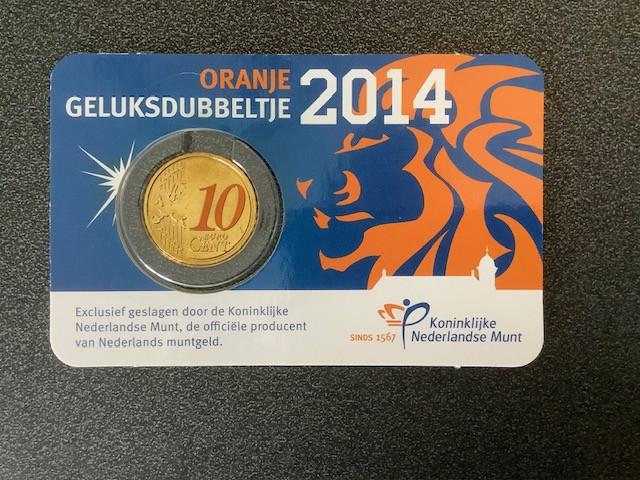 ORANJE
GELUKSDUBBELTJE 2014
10
EURO
CENT
Exclusief geslagen door de Koninklijke
Nederlandse Munt, de officiële producent
van Nederlands muntgeld.
SINDS 1567
Koninklijke
Nederlandse Munt